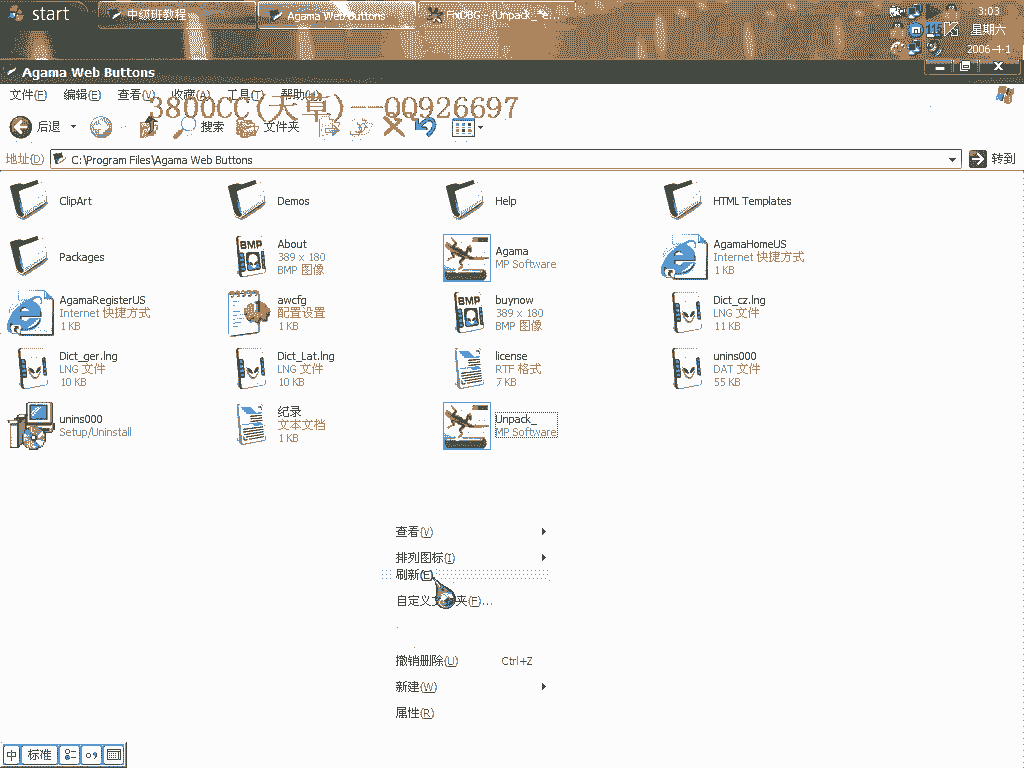 start
中级班教程
Agama Web Buttons
FixDBG - {Unpack_*e...
3:03
星期六
2006-4-1
Agama Web Buttons
文件(F) 编辑(E) 查看(V) 收藏(A) 工具(T) 帮助(H)
3800CC(天草)—QQ926697
后退 搜索 文件夹
地址(D) C:\Program Files\Agama Web Buttons 转到
ClipArt
Demos
Help
HTML Templates
Packages
About
389 x 180
BMP 图像
Agama
MP Software
AgamaHomeUS
Internet 快捷方式
1 KB
AgamaRegisterUS
Internet 快捷方式
1 KB
awcfg
配置设置
1 KB
buynow
389 x 180
BMP 图像
Dict_cz.lng
LNG 文件
11 KB
Dict_ger.lng
LNG 文件
10 KB
Dict_Lat.lng
LNG 文件
10 KB
license
RTF 格式
7 KB
unins000
DAT 文件
55 KB
unins000
Setup/Uninstall
纪录
文本文档
1 KB
Unpack_
MP Software
查看(V)
排列图标(I)
刷新(E)
自定义文件夹(F)...
撤销删除(U) Ctrl+Z
新建(W)
属性(R)
中 标准